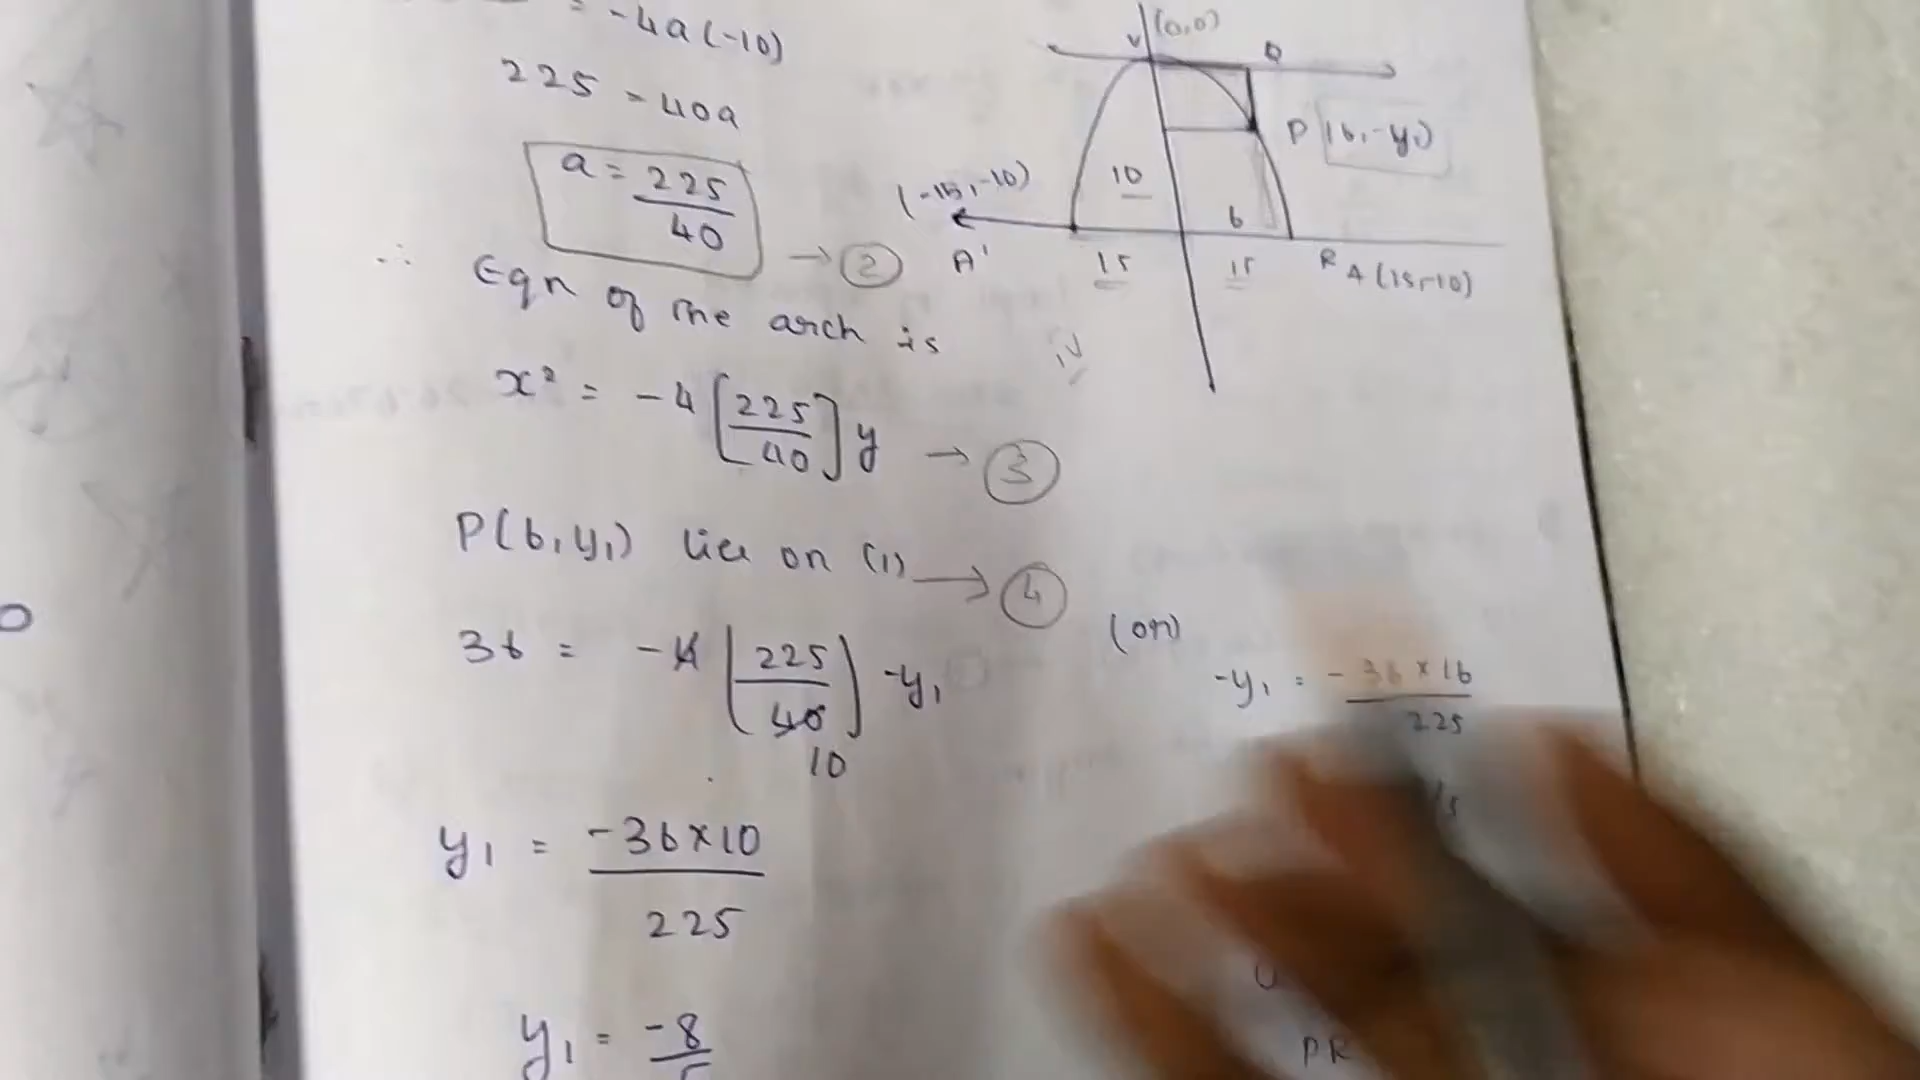 = -4a(-10)
225 = 40a
a = 225/40 → ②
∴ Eqn of the arch is
x² = -4 [225/40] y → ③
P(6, y₁) lies on (1) → ④
36 = -4 (225/40) -y₁
10
y₁ = -36×10/225
y₁ = -8
(or)
-y₁ = -36×10/225
PR
V (0,0)
Q
P (6, -y₁)
(-15, -10)
10
6
A'
15
15
R A (15, -10)